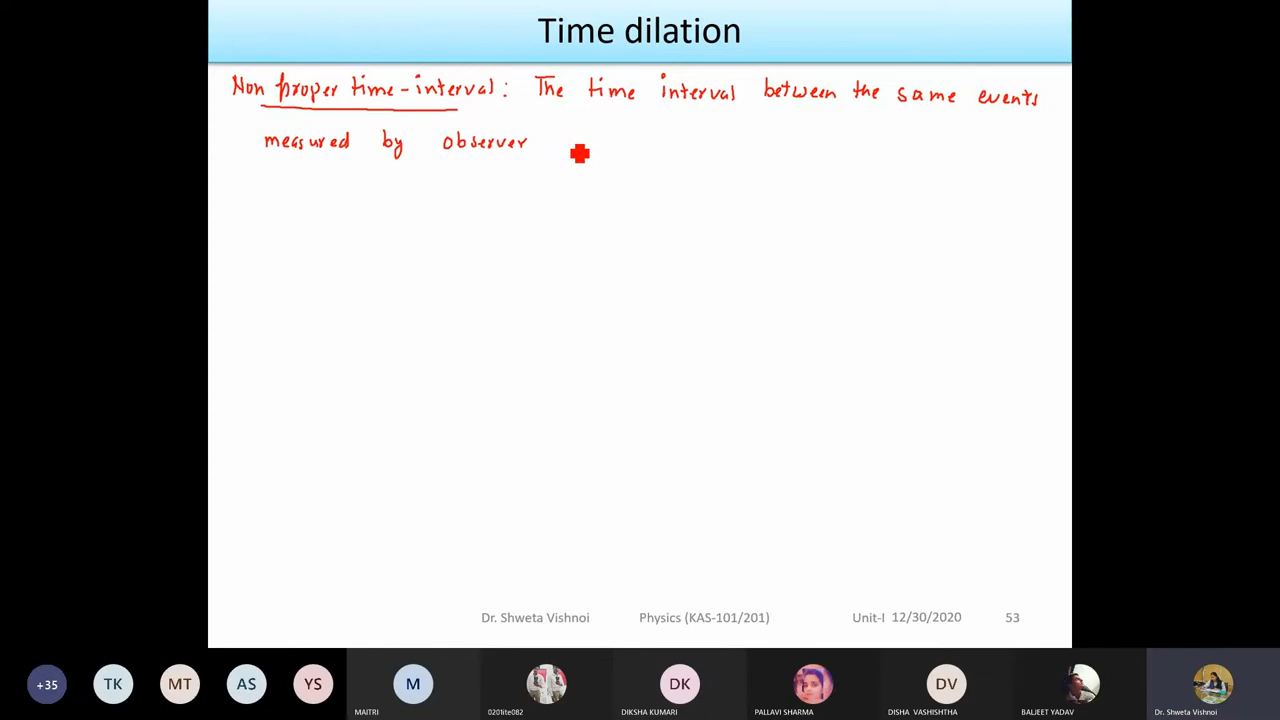 Time dilation
Non proper time-interval: The time interval between the same events
measured by observer
Dr. Shweta Vishnoi Physics (KAS-101/201) Unit-I 12/30/2020 53
+35 TK MT AS YS M DK DV
MAITRI 0201ite082 DIKSHA KUMARI PALLAVI SHARMA DISHA VASHISHTHA BALJEET YADAV Dr. Shweta Vishnoi